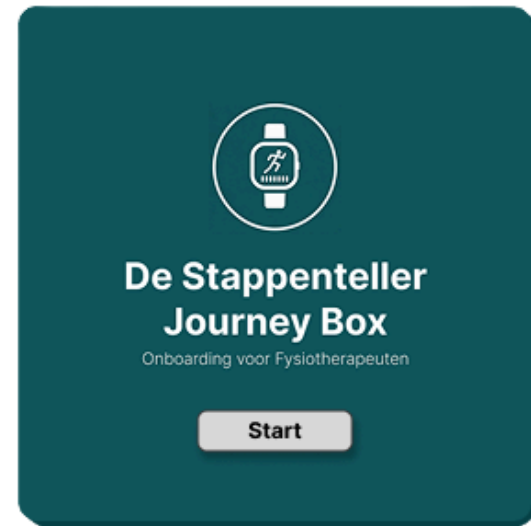 De Stappenteller
Journey Box
Onboarding voor Fysiotherapeuten
Start